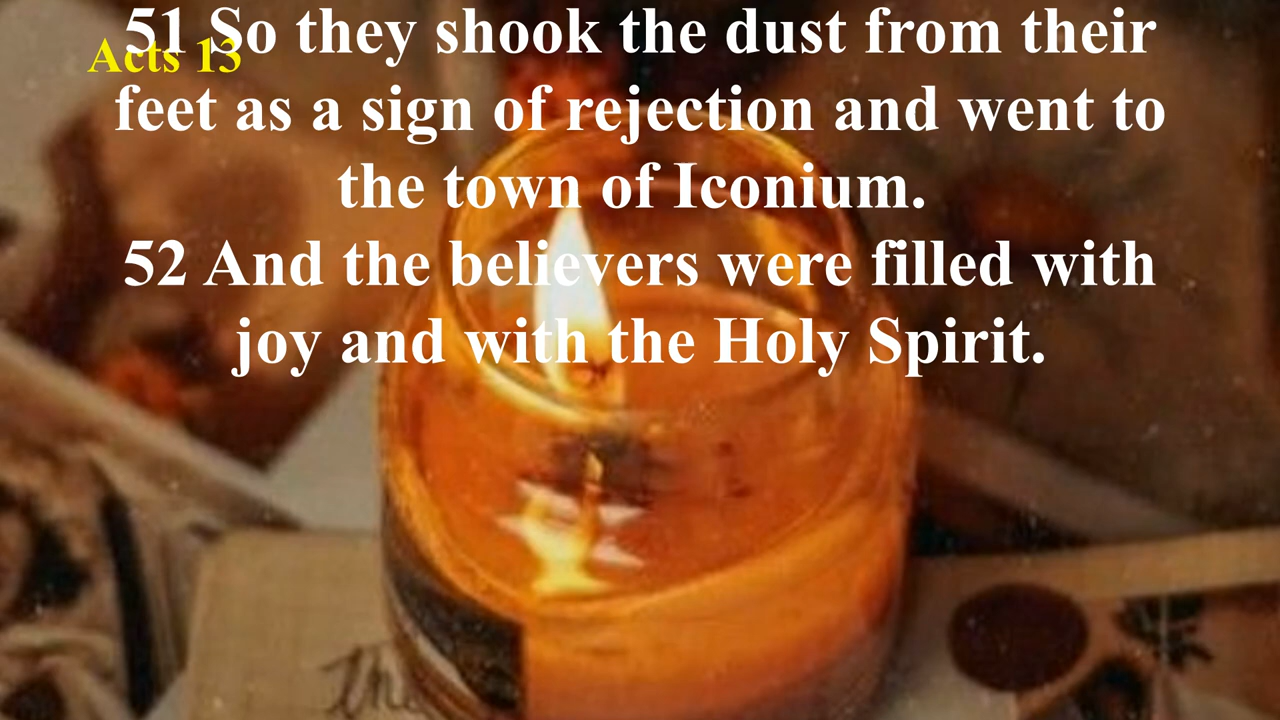 Acts 13
51 So they shook the dust from their
feet as a sign of rejection and went to
the town of Iconium.
52 And the believers were filled with
joy and with the Holy Spirit.
The